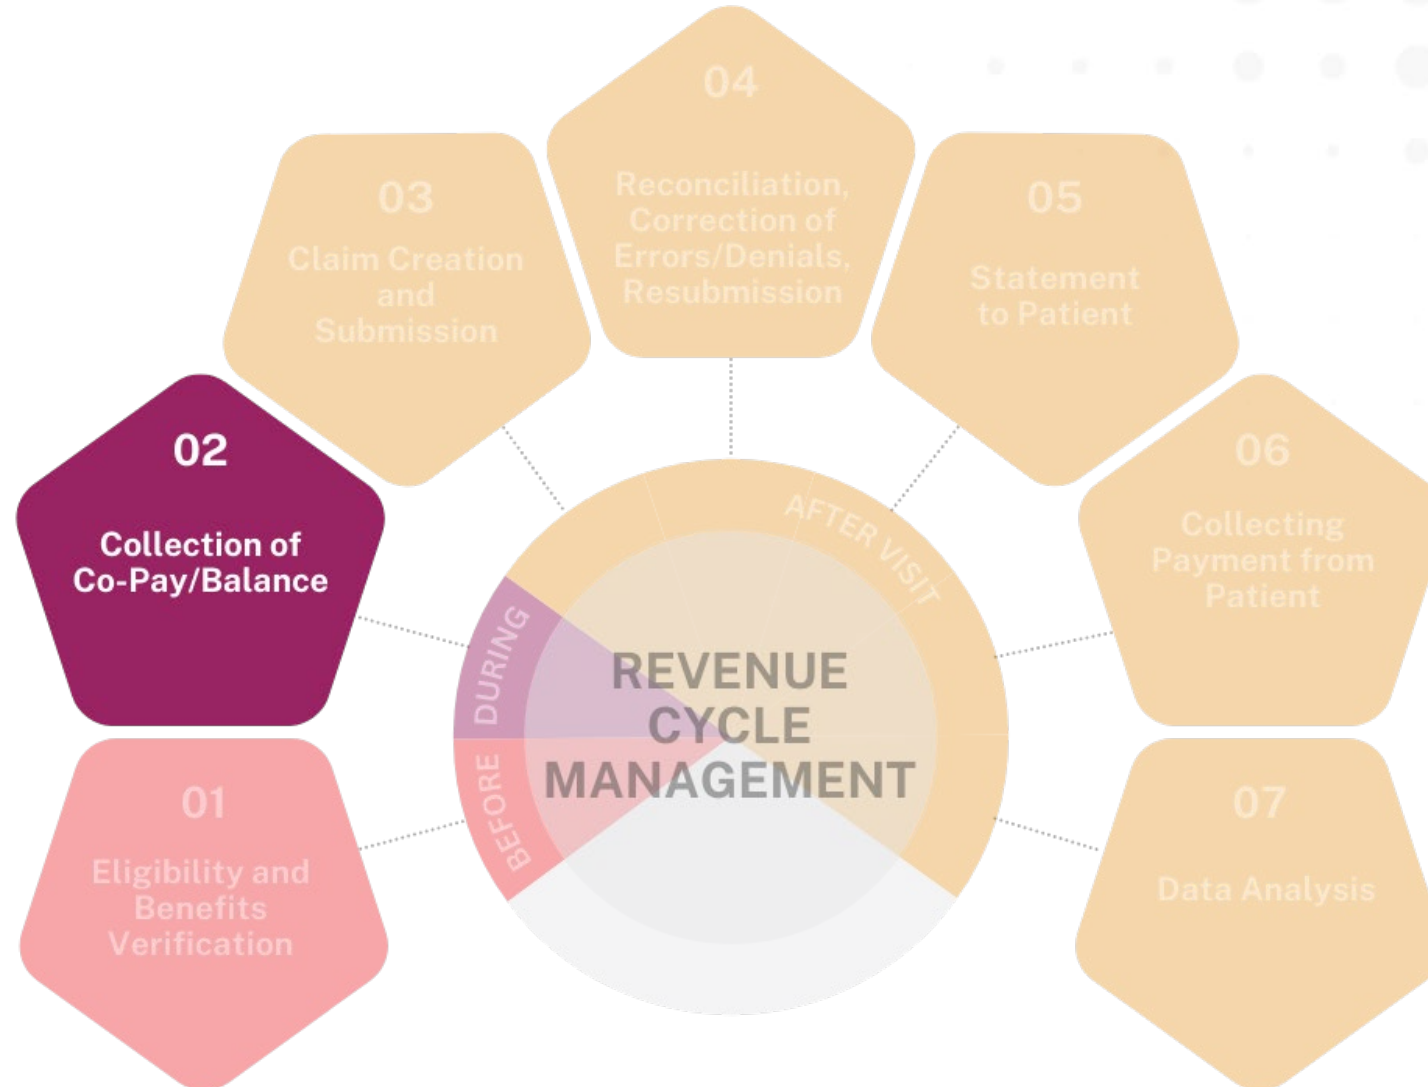 04
Reconciliation,
Correction of
Errors/Denials,
Resubmission
03
Claim Creation
and
Submission
05
Statement
to Patient
02
Collection of
Co-Pay/Balance
06
Collecting
Payment from
Patient
AFTER VISIT
DURING
BEFORE
REVENUE
CYCLE
MANAGEMENT
01
Eligibility and
Benefits
Verification
07
Data Analysis